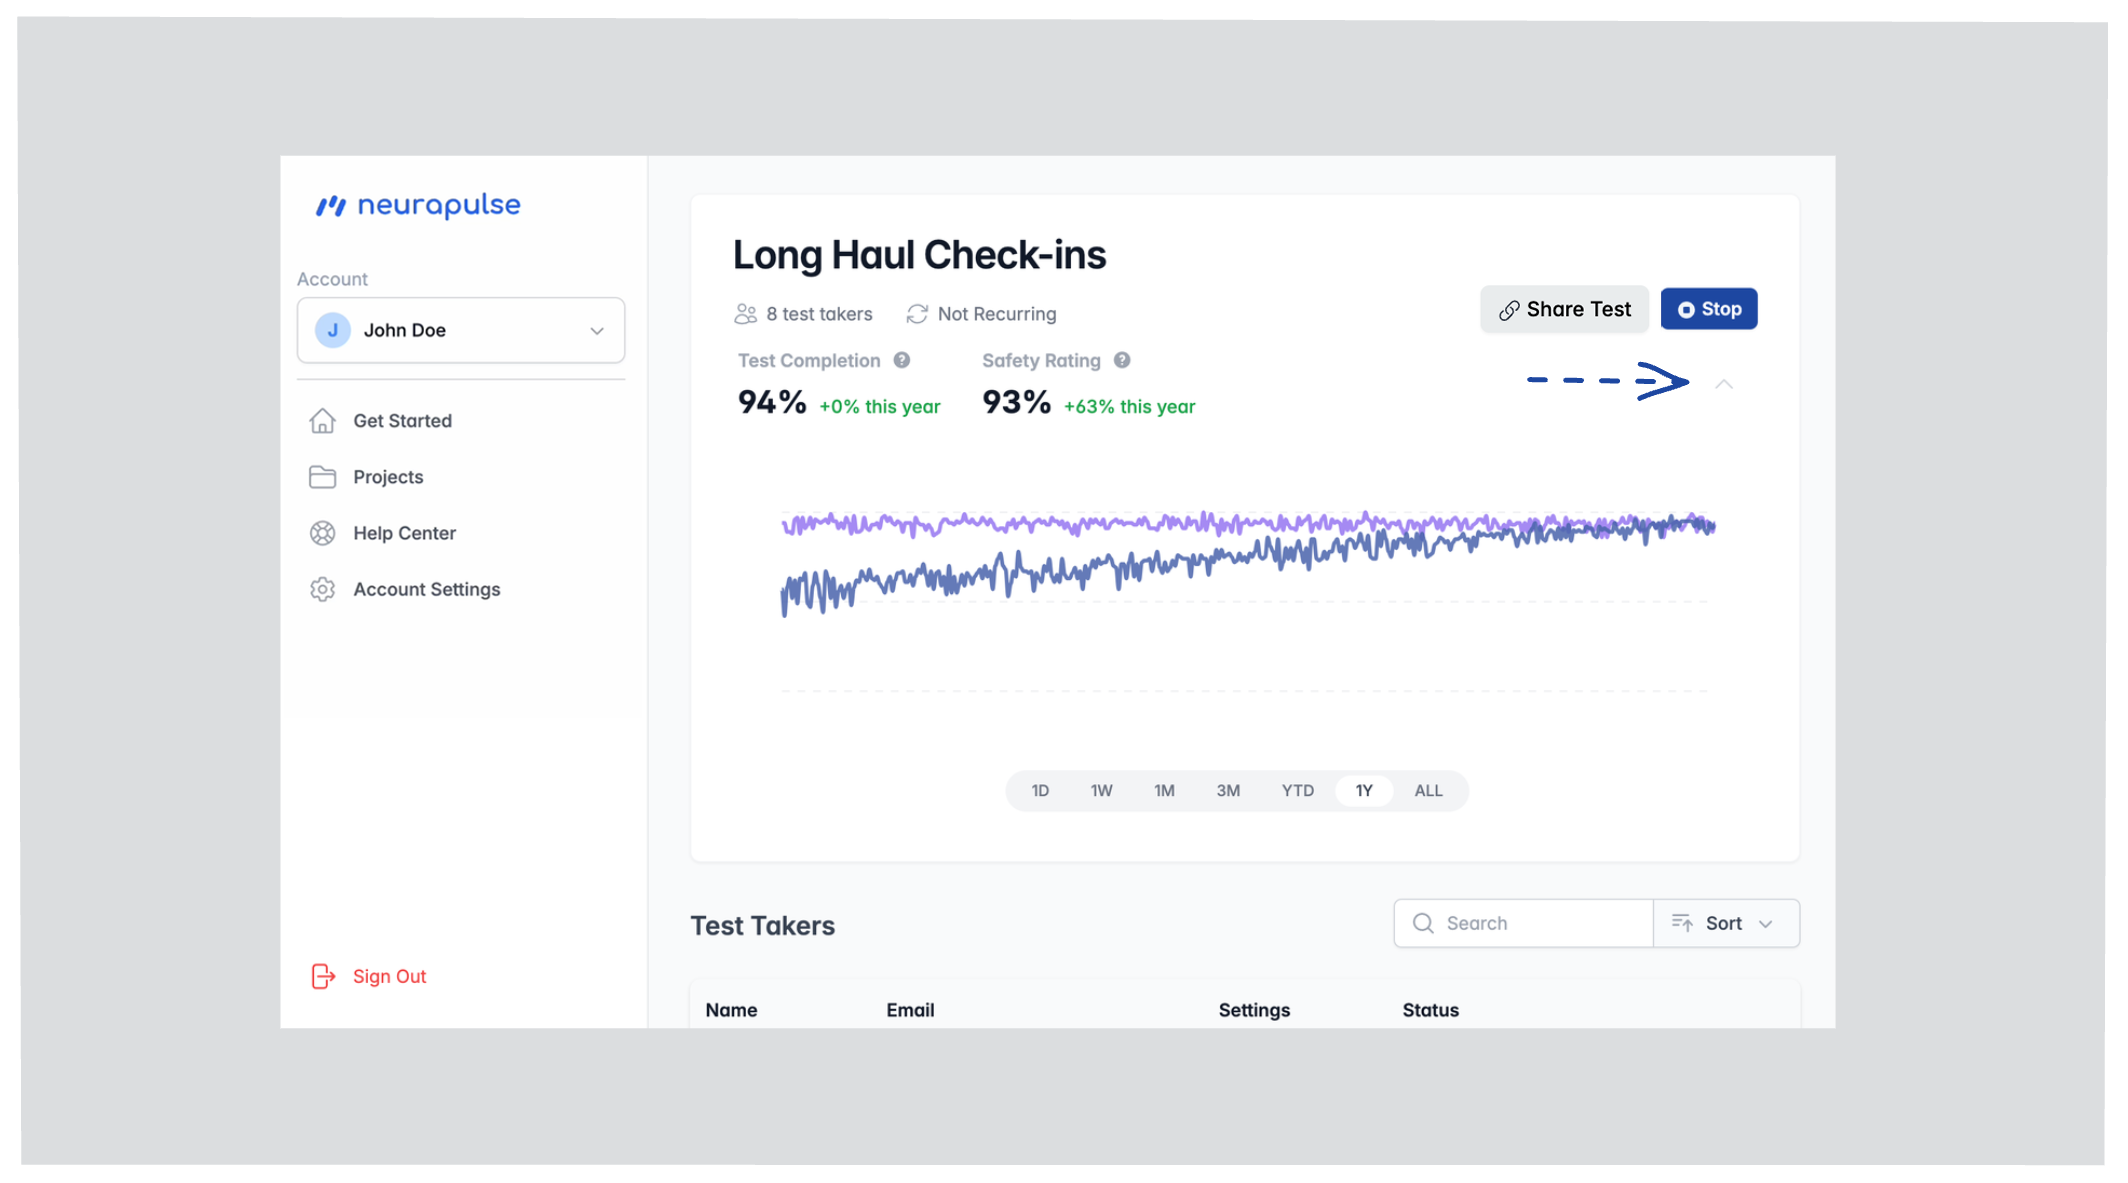 neurapulse
Account
J John Doe
Get Started
Projects
Help Center
Account Settings
Sign Out
Long Haul Check-ins
8 test takers Not Recurring
Share Test Stop
Test Completion ? Safety Rating ?
94% +0% this year 93% +63% this year
1D 1W 1M 3M YTD 1Y ALL
Test Takers
Search Sort
Name Email Settings Status